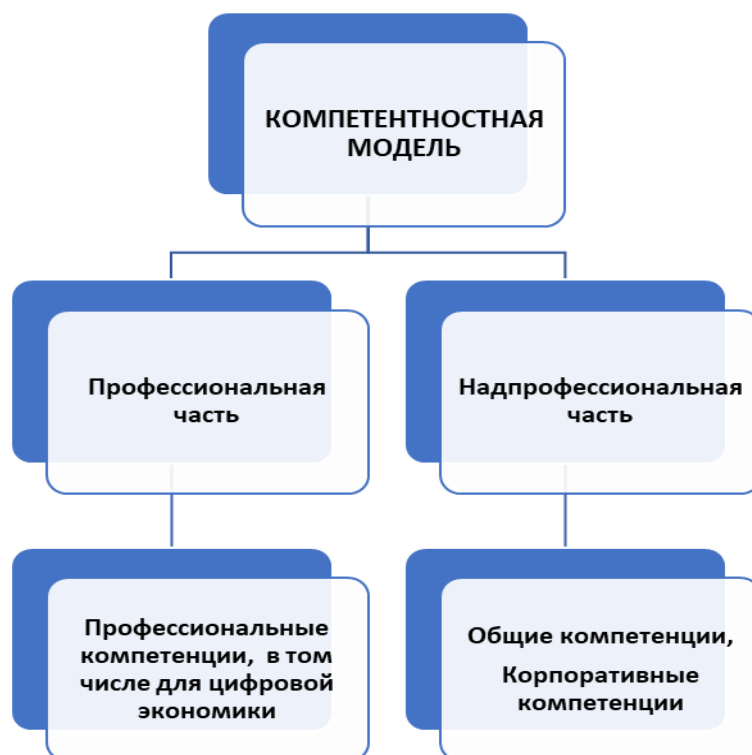 КОМПЕТЕНТНОСТНАЯ
МОДЕЛЬ
Профессиональная
часть
Надпрофессиональная
часть
Профессиональные
компетенции, в том
числе для цифровой
экономики
Общие компетенции,
Корпоративные
компетенции